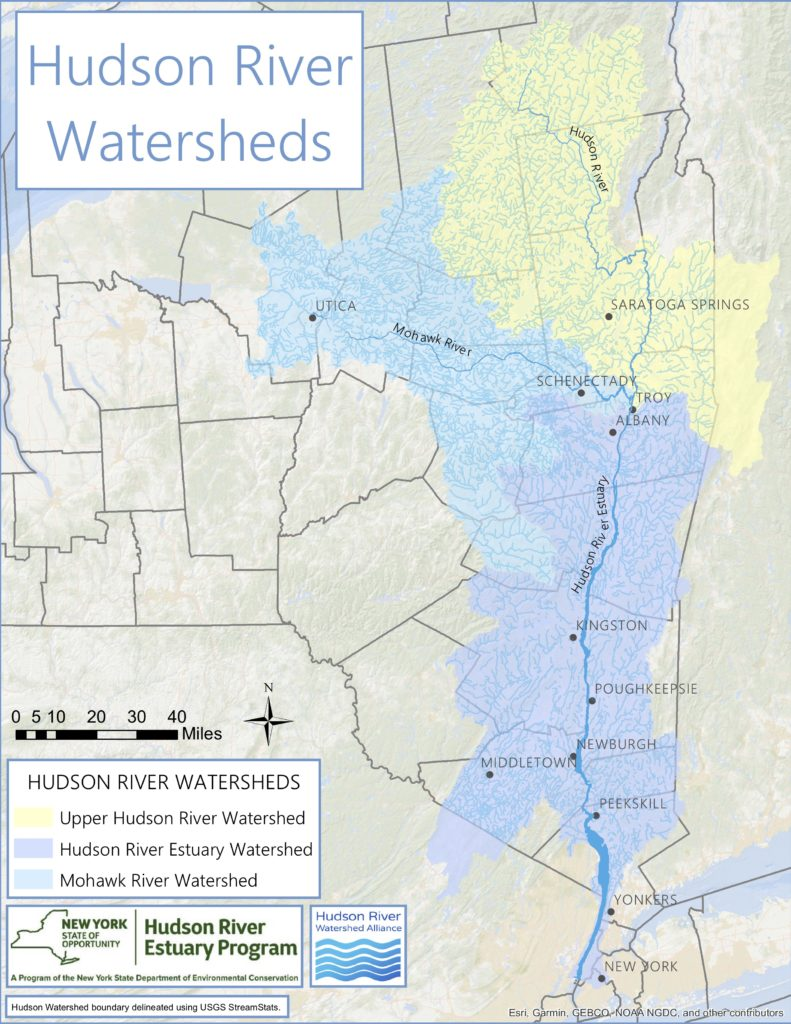 Hudson River
Watersheds
Hudson River
SARATOGA SPRINGS
UTICA
Mohawk River
SCHENECTADY
TROY
ALBANY
Hudson River Estuary
KINGSTON
POUGHKEEPSIE
NEWBURGH
MIDDLETOWN
PEEKSKILL
YONKERS
NEW YORK
N
0 5 10 20 30 40
Miles
HUDSON RIVER WATERSHEDS
Upper Hudson River Watershed
Hudson River Estuary Watershed
Mohawk River Watershed
NEW YORK
STATE OF
OPPORTUNITY
Hudson River
Estuary Program
A Program of the New York State Department of Environmental Conservation
Hudson River
Watershed Alliance
Hudson Watershed boundary delineated using USGS StreamStats.
Esri, Garmin, GEBCO, NOAA NGDC, and other contributors